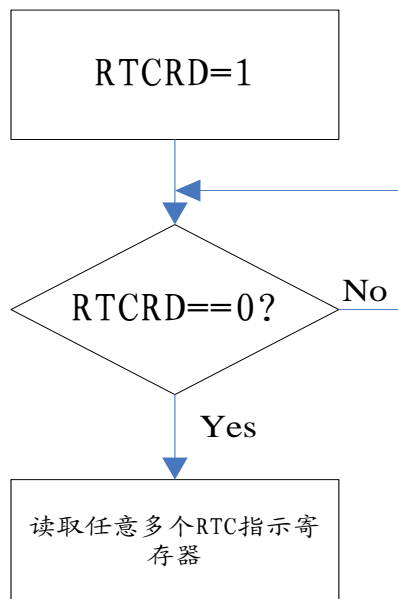 RTCRD=1
RTCRD==0?
No
Yes
读取任意多个RTC指示寄
存器